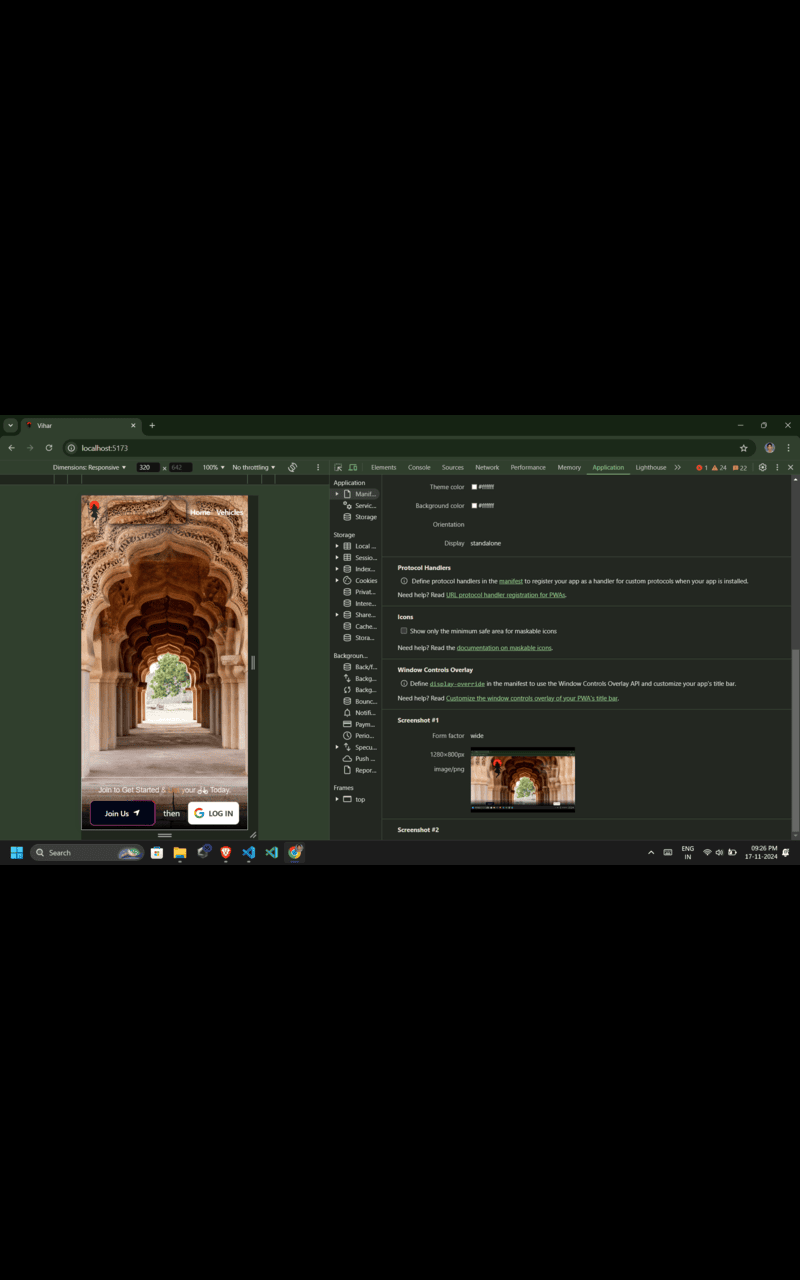 Vihar
localhost:5173
Dimensions: Responsive 320 x 642 100% No throttling
Elements Console Sources Network Performance Memory Application Lighthouse 1 24 22
Home Vehicles
Join to Get Started & your Today.
Join Us then LOG IN
Application
Manif...
Servic...
Storage
Storage
Local ...
Sessio...
Index...
Cookies
Privat...
Intere...
Share...
Cache...
Stora...
Backgroun...
Back/f...
Backg...
Backg...
Bounc...
Notifi...
Paym...
Perio...
Specu...
Push ...
Repor...
Frames
top
Theme color #ffffff
Background color #ffffff
Orientation
Display standalone
Protocol Handlers
Define protocol handlers in the manifest to register your app as a handler for custom protocols when your app is installed.
Need help? Read URL protocol handler registration for PWAs.
Icons
Show only the minimum safe area for maskable icons
Need help? Read the documentation on maskable icons.
Window Controls Overlay
Define display-override in the manifest to use the Window Controls Overlay API and customize your app's title bar.
Need help? Read Customize the window controls overlay of your PWA's title bar.
Screenshot #1
Form factor wide
1280×800px
image/png
Screenshot #2
Search
ENG
IN
09:26 PM
17-11-2024